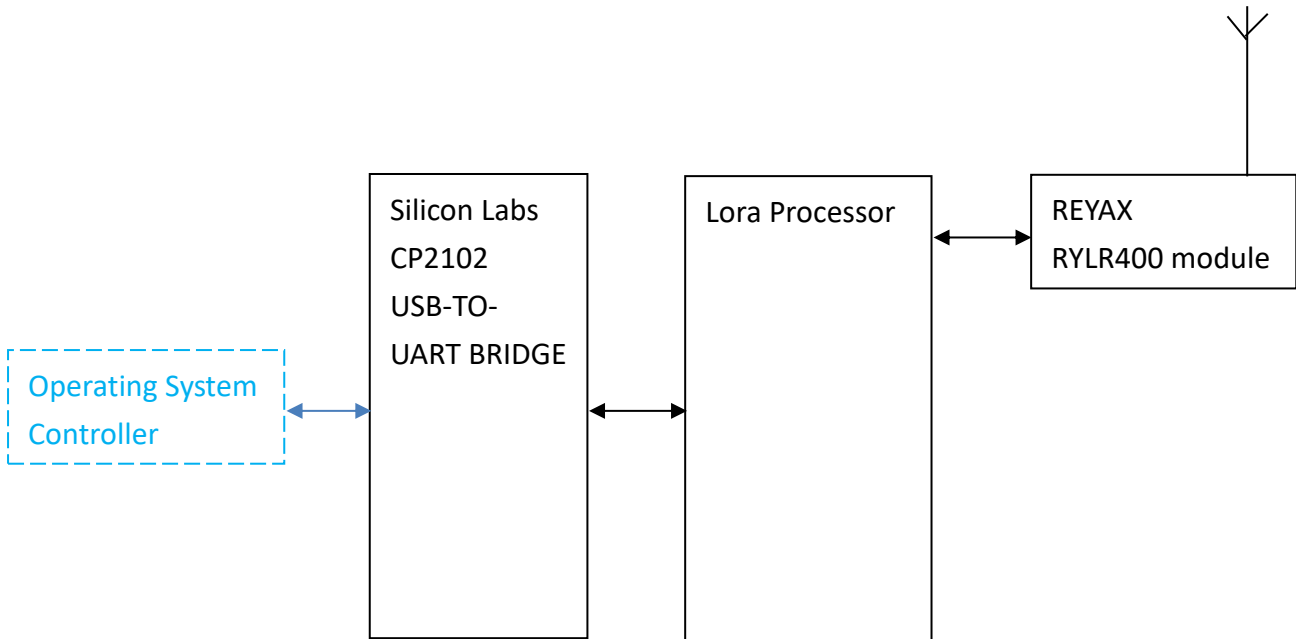 Operating System
Controller
Silicon Labs
CP2102
USB-TO-
UART BRIDGE
Lora Processor
REYAX
RYLR400 module